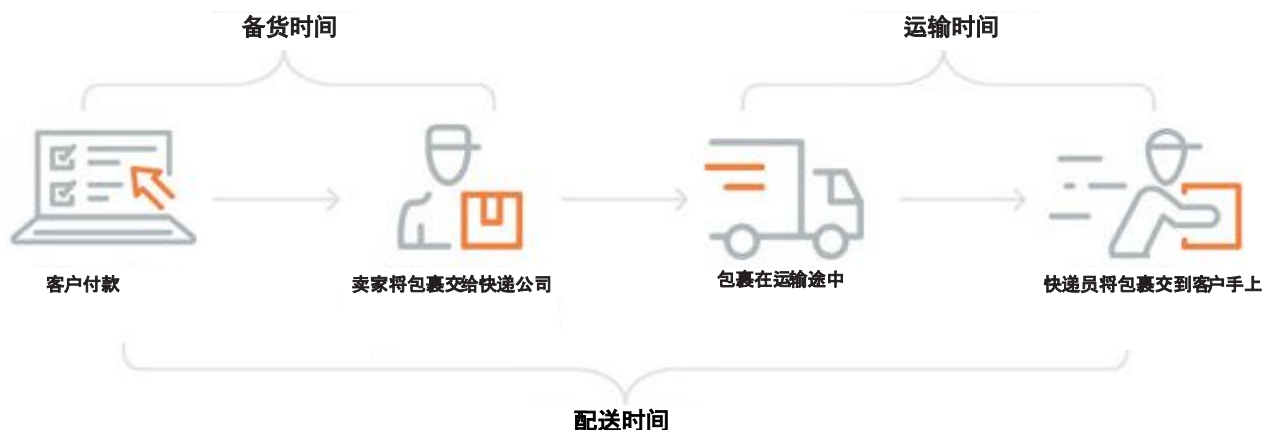 备货时间
运输时间
客户付款
卖家将包裹交给快递公司
包裹在运输途中
快递员将包裹交到客户手上
配送时间